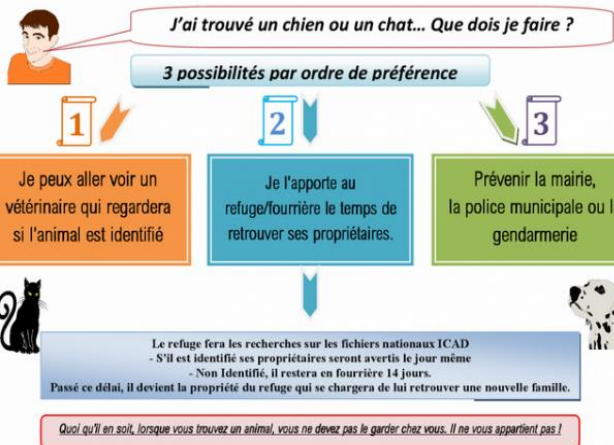 J'ai trouvé un chien ou un chat... Que dois je faire ?
3 possibilités par ordre de préférence
1
Je peux aller voir un
vétérinaire qui regardera
si l'animal est identifié
2
Je l'apporte au
refuge/fourrière le temps de
retrouver ses propriétaires.
3
Prévenir la mairie,
la police municipale ou l
gendarmerie
Le refuge fera les recherches sur les fichiers nationaux ICAD
- S'il est identifié ses propriétaires seront avertis le jour même
- Non Identifié, il restera en fourrière 14 jours.
Passé ce délai, il devient la propriété du refuge qui se chargera de lui retrouver une nouvelle famille.
Quoi qu'il en soit, lorsque vous trouvez un animal, vous ne devez pas le garder chez vous. Il ne vous appartient pas !